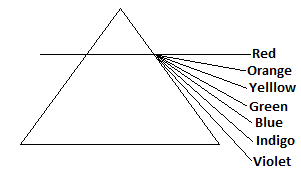 Red
Orange
Yelllow
Green
Blue
Indigo
Violet